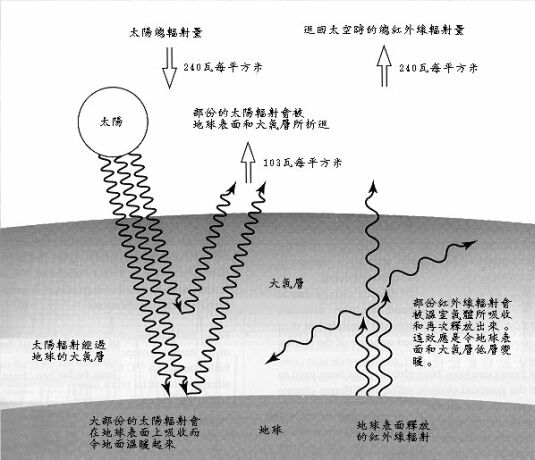 太陽總輻射量
240瓦每平方米
返回太空時的總紅外線輻射量
240瓦每平方米
太陽
部份的太陽輻射會被
地球表面和大氣層所折返
103瓦每平方米
大氣層
部份紅外線輻射會
被溫室氣體所吸收
和再次釋放出來。
這效應是令地球表
面和大氣低層變
暖。
太陽輻射經過
地球的大氣層
大部份的太陽輻射會
在地球表面上吸收而
令地面溫暖起來
地球
地球表面釋放
的紅外線輻射